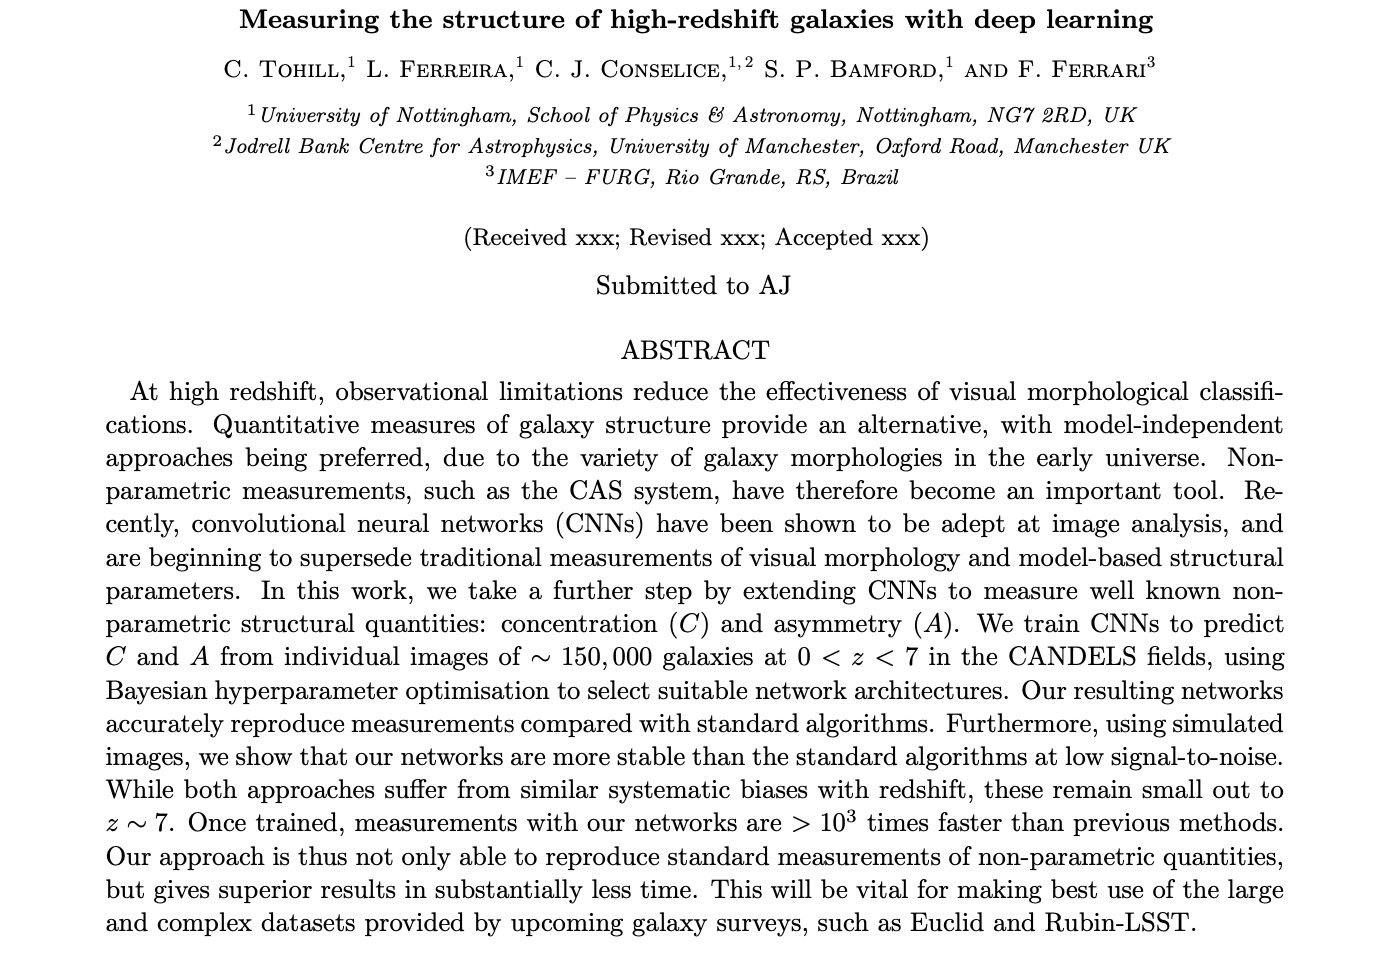 Measuring the structure of high-redshift galaxies with deep learning
C. Tohill,¹ L. Ferreira,¹ C. J. Conselice,¹,² S. P. Bamford,¹ and F. Ferrari³
¹ University of Nottingham, School of Physics & Astronomy, Nottingham, NG7 2RD, UK
² Jodrell Bank Centre for Astrophysics, University of Manchester, Oxford Road, Manchester UK
³ IMEF – FURG, Rio Grande, RS, Brazil
(Received xxx; Revised xxx; Accepted xxx)
Submitted to AJ
ABSTRACT
At high redshift, observational limitations reduce the effectiveness of visual morphological classifi-
cations. Quantitative measures of galaxy structure provide an alternative, with model-independent
approaches being preferred, due to the variety of galaxy morphologies in the early universe. Non-
parametric measurements, such as the CAS system, have therefore become an important tool. Re-
cently, convolutional neural networks (CNNs) have been shown to be adept at image analysis, and
are beginning to supersede traditional measurements of visual morphology and model-based structural
parameters. In this work, we take a further step by extending CNNs to measure well known non-
parametric structural quantities: concentration (C) and asymmetry (A). We train CNNs to predict
C and A from individual images of ∼ 150, 000 galaxies at 0 < z < 7 in the CANDELS fields, using
Bayesian hyperparameter optimisation to select suitable network architectures. Our resulting networks
accurately reproduce measurements compared with standard algorithms. Furthermore, using simulated
images, we show that our networks are more stable than the standard algorithms at low signal-to-noise.
While both approaches suffer from similar systematic biases with redshift, these remain small out to
z ∼ 7. Once trained, measurements with our networks are > 10³ times faster than previous methods.
Our approach is thus not only able to reproduce standard measurements of non-parametric quantities,
but gives superior results in substantially less time. This will be vital for making best use of the large
and complex datasets provided by upcoming galaxy surveys, such as Euclid and Rubin-LSST.